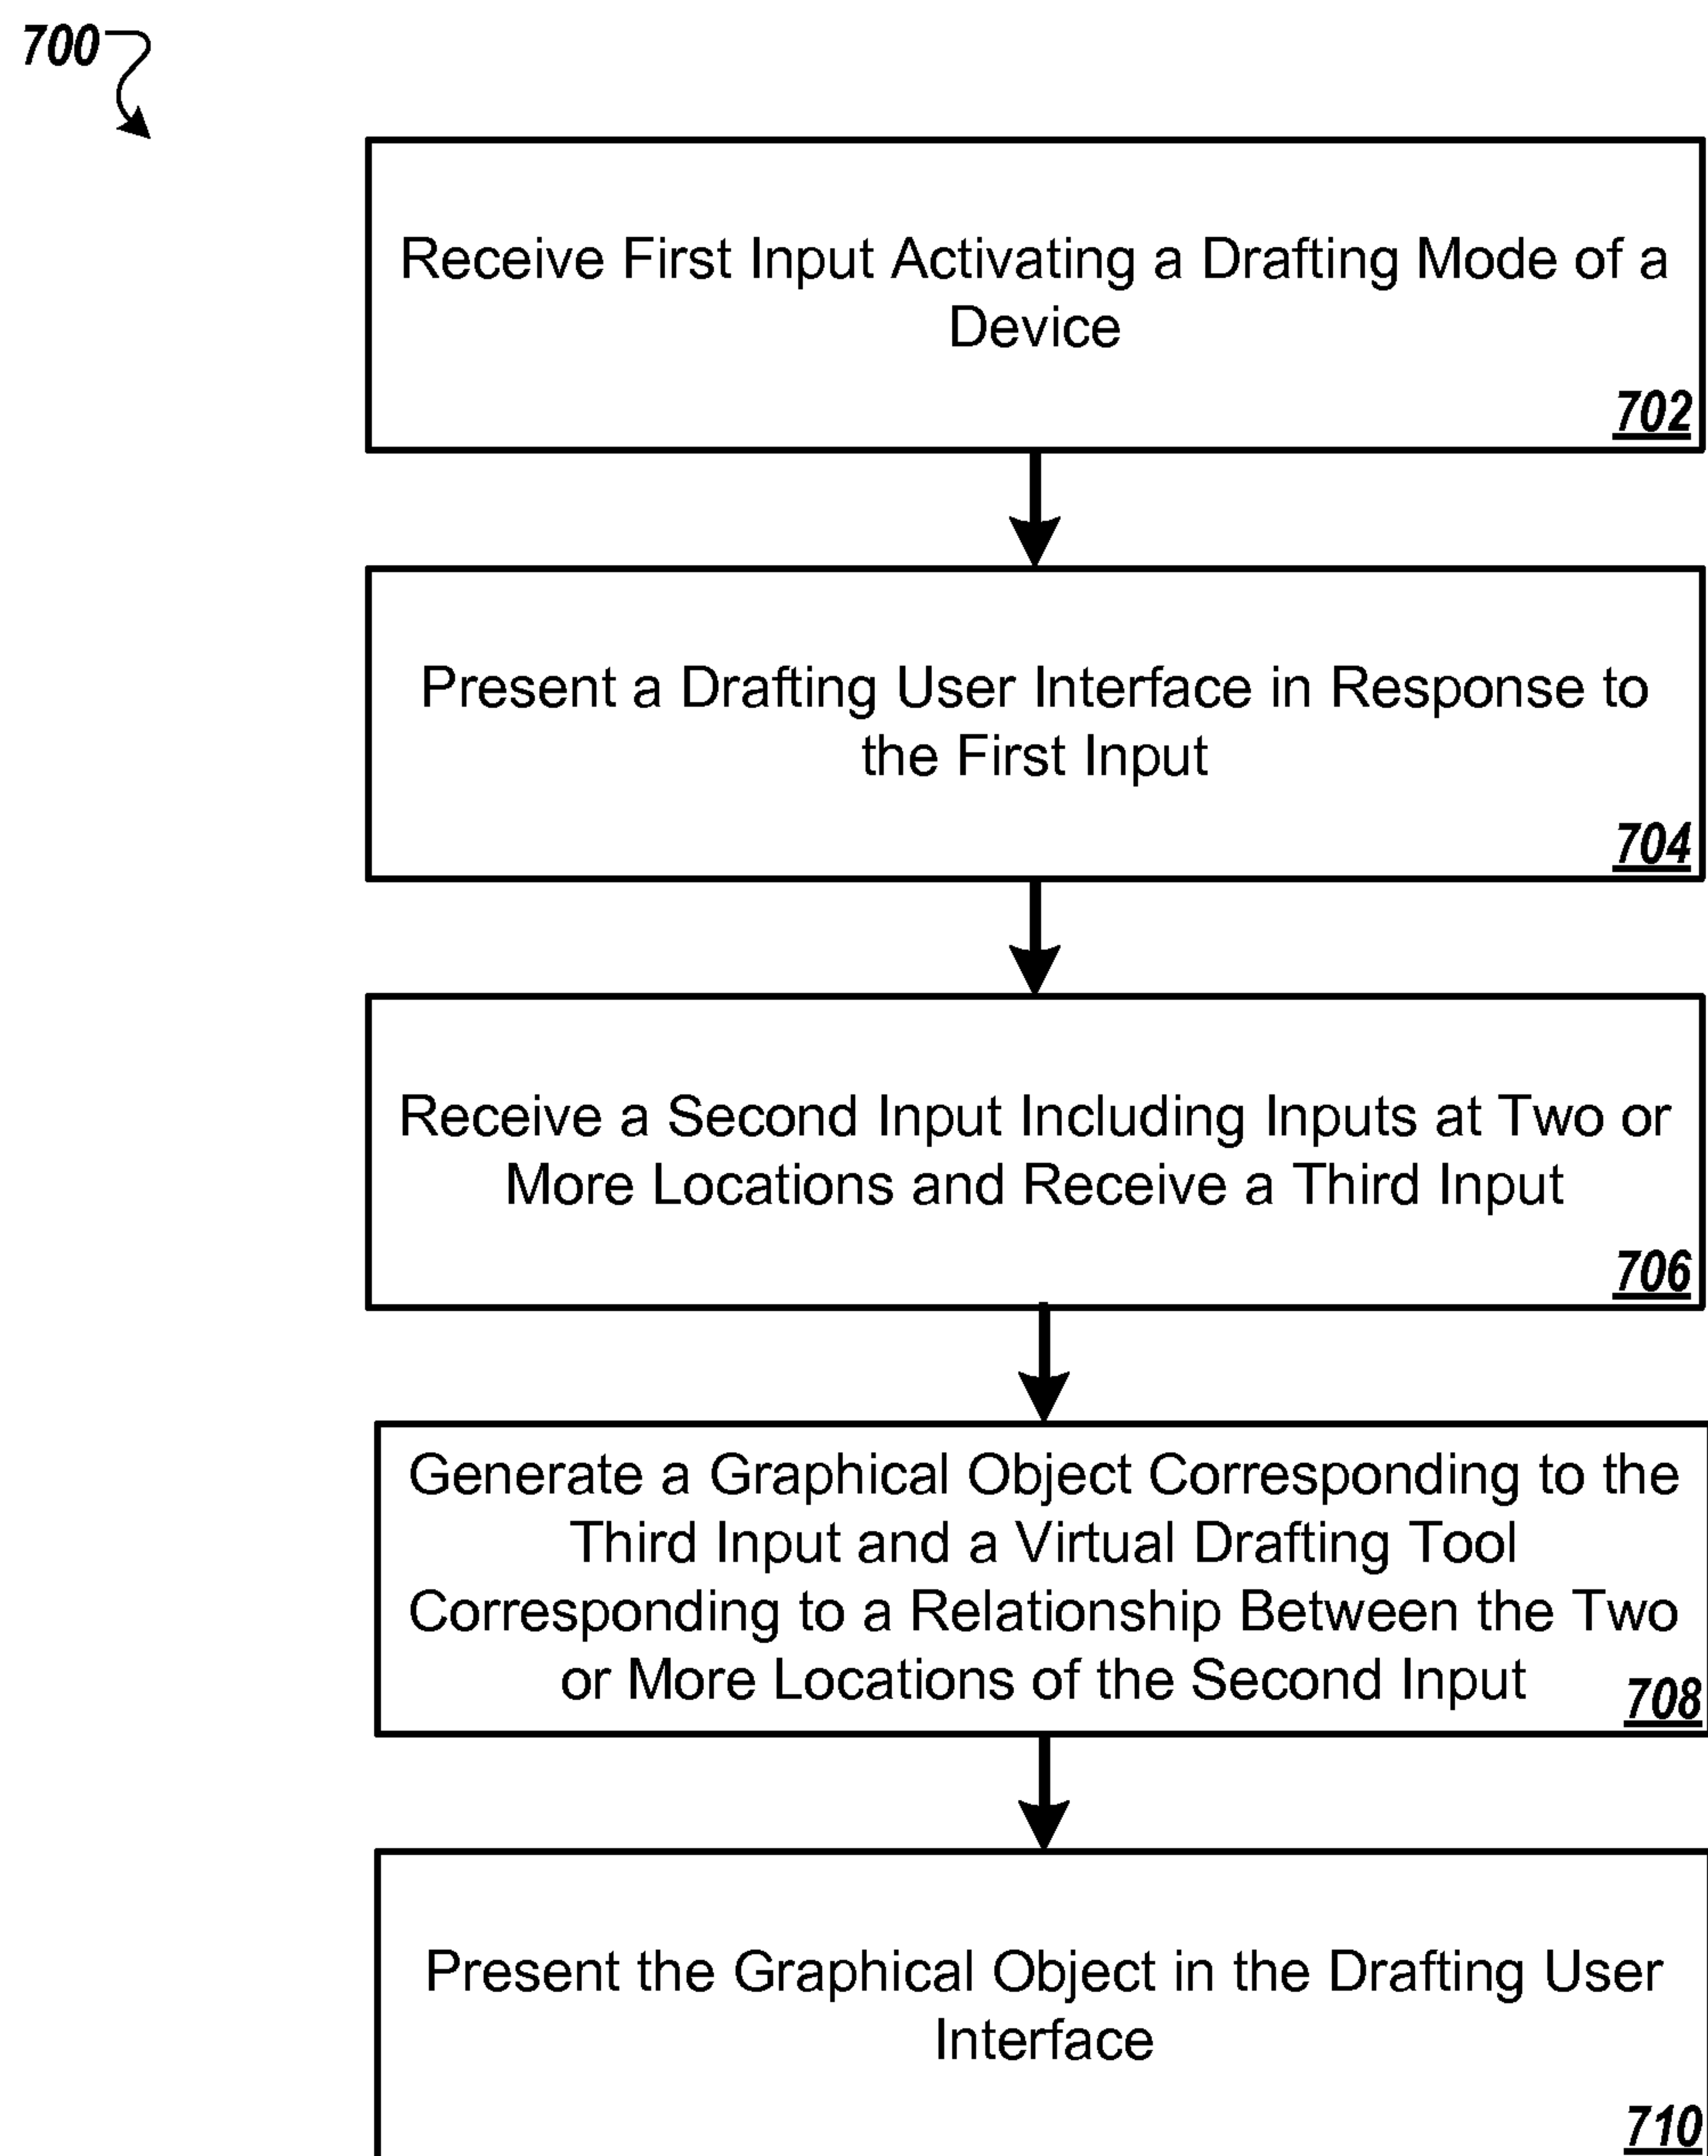 700
Receive First Input Activating a Drafting Mode of a
Device
702
Present a Drafting User Interface in Response to
the First Input
704
Receive a Second Input Including Inputs at Two or
More Locations and Receive a Third Input
706
Generate a Graphical Object Corresponding to the
Third Input and a Virtual Drafting Tool
Corresponding to a Relationship Between the Two
or More Locations of the Second Input
708
Present the Graphical Object in the Drafting User
Interface
710